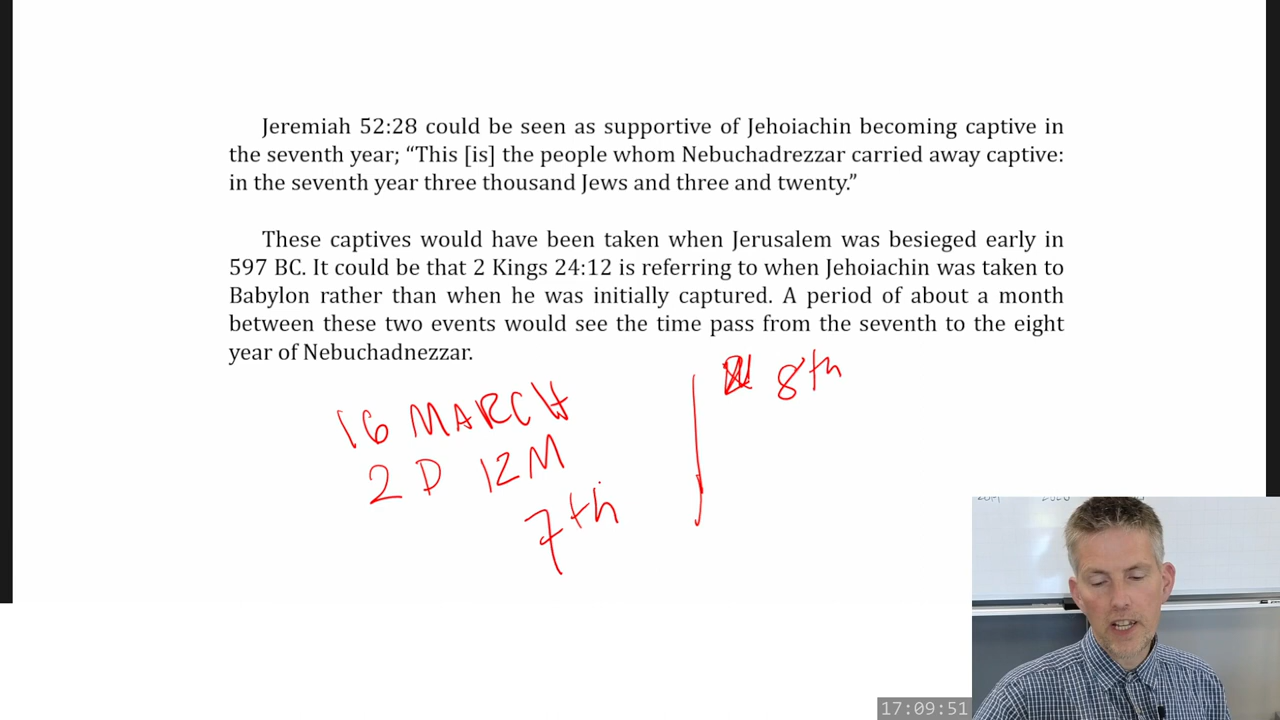 Jeremiah 52:28 could be seen as supportive of Jehoiachin becoming captive in
the seventh year; “This [is] the people whom Nebuchadrezzar carried away captive:
in the seventh year three thousand Jews and three and twenty.”
These captives would have been taken when Jerusalem was besieged early in
597 BC. It could be that 2 Kings 24:12 is referring to when Jehoiachin was taken to
Babylon rather than when he was initially captured. A period of about a month
between these two events would see the time pass from the seventh to the eight
year of Nebuchadnezzar.
8th
16 MARCH
2 D 12M
7th
17:09:51